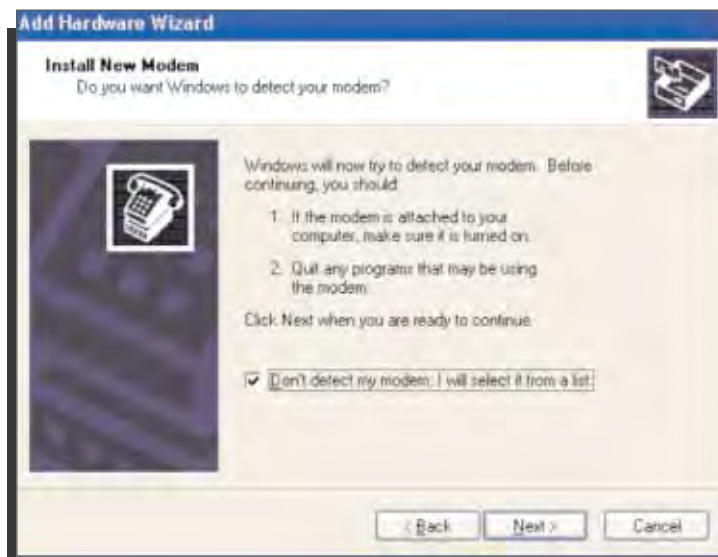 Add Hardware Wizard
Install New Modem
Do you want Windows to detect your modem?
Windows will now try to detect your modem. Before
continuing, you should:
1. If the modem is attached to your
computer, make sure it is turned on.
2. Quit any programs that may be using
the modem.
Click Next when you are ready to continue.
Don't detect my modem; I will select it from a list.
< Back
Next >
Cancel